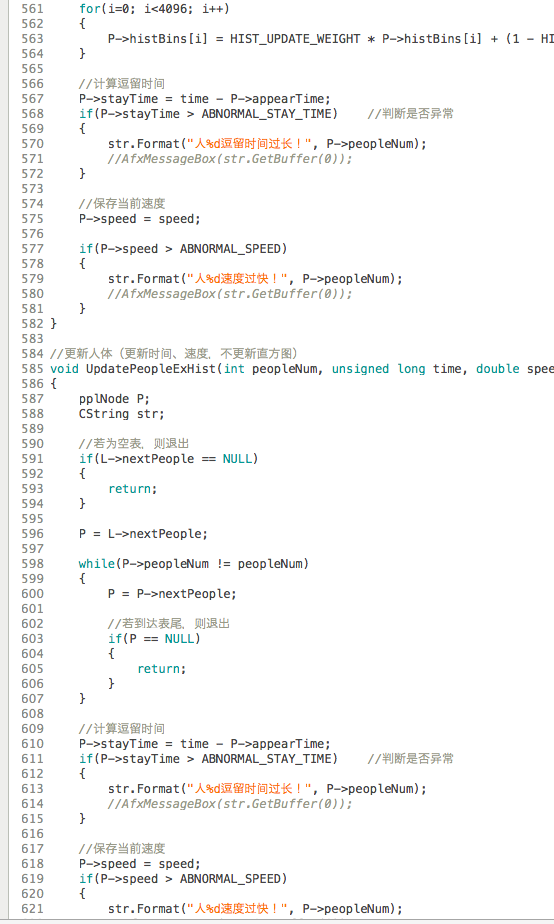 561 for(i=0; i<4096; i++)
562 {
563 P->histBins[i] = HIST_UPDATE_WEIGHT * P->histBins[i] + (1 - HI
564 }
565
566 //计算逗留时间
567 P->stayTime = time - P->appearTime;
568 if(P->stayTime > ABNORMAL_STAY_TIME) //判断是否异常
569 {
570 str.Format("人%d逗留时间过长！", P->peopleNum);
571 //AfxMessageBox(str.GetBuffer(0));
572 }
573
574 //保存当前速度
575 P->speed = speed;
576
577 if(P->speed > ABNORMAL_SPEED)
578 {
579 str.Format("人%d速度过快！", P->peopleNum);
580 //AfxMessageBox(str.GetBuffer(0));
581 }
582 }
583
584 //更新人体（更新时间、速度，不更新直方图）
585 void UpdatePeopleExHist(int peopleNum, unsigned long time, double spee
586 {
587 pplNode P;
588 CString str;
589
590 //若为空表，则退出
591 if(L->nextPeople == NULL)
592 {
593 return;
594 }
595
596 P = L->nextPeople;
597
598 while(P->peopleNum != peopleNum)
599 {
600 P = P->nextPeople;
601
602 //若到达表尾，则退出
603 if(P == NULL)
604 {
605 return;
606 }
607 }
608
609 //计算逗留时间
610 P->stayTime = time - P->appearTime;
611 if(P->stayTime > ABNORMAL_STAY_TIME) //判断是否异常
612 {
613 str.Format("人%d逗留时间过长！", P->peopleNum);
614 //AfxMessageBox(str.GetBuffer(0));
615 }
616
617 //保存当前速度
618 P->speed = speed;
619 if(P->speed > ABNORMAL_SPEED)
620 {
621 str.Format("人%d速度过快！", P->peopleNum);